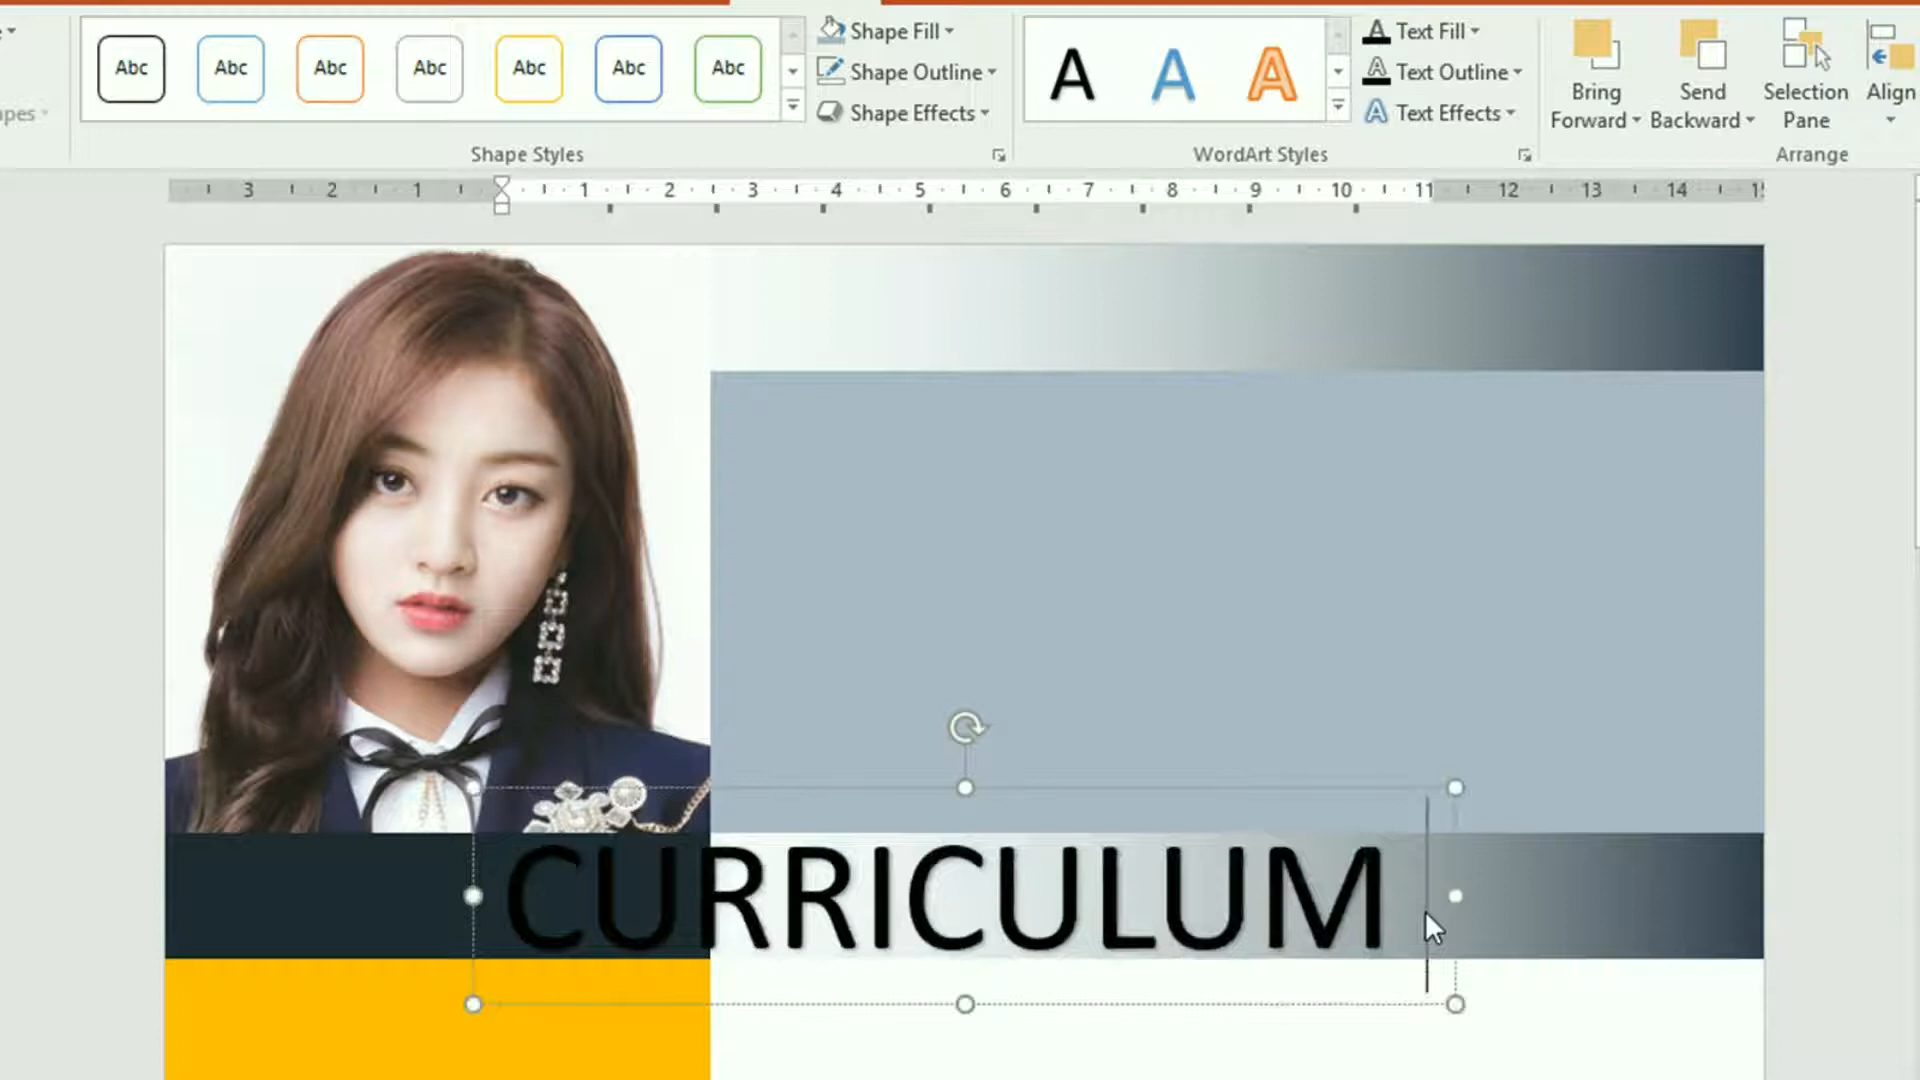 Abc Abc Abc Abc Abc Abc Abc
Shape Fill
Shape Outline
Shape Effects
Shape Styles
A A A
Text Fill
Text Outline
Text Effects
WordArt Styles
Bring Forward
Send Backward
Selection Pane
Align
Arrange
apes
3 2 1 1 2 3 4 5 6 7 8 9 10 11 12 13 14
CURRICULUM